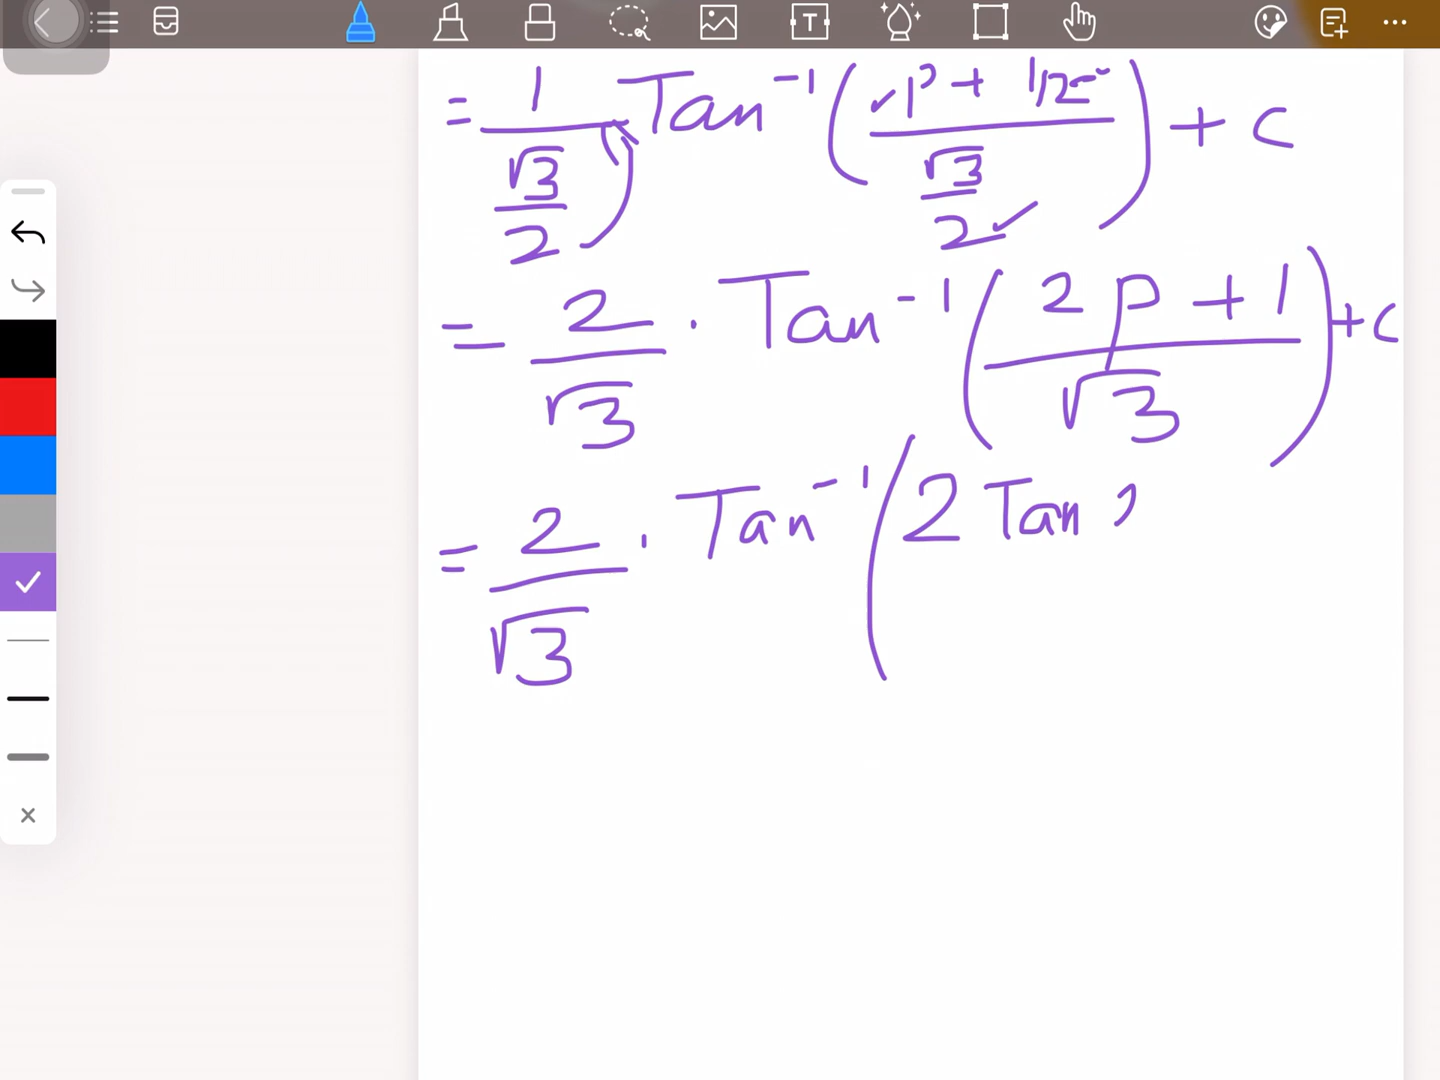 = 1/(√3/2) Tan⁻¹ ((p + 1/2)/(√3/2)) + c
= 2/√3 · Tan⁻¹ ((2p + 1)/√3) + c
= 2/√3 · Tan⁻¹ (2 Tan